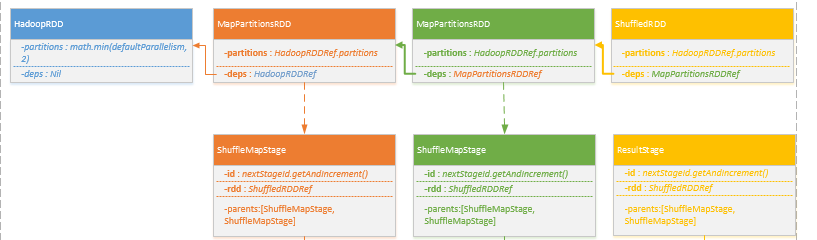 HadoopRDD
-partitions : math.min(defaultParallelism,
2)
-deps : Nil
MapPartitionsRDD
-partitions : HadoopRDDRef.partitions
-deps : HadoopRDDRef
MapPartitionsRDD
-partitions : HadoopRDDRef.partitions
-deps : MapPartitionsRDDRef
ShuffledRDD
-partitions : HadoopRDDRef.partitions
-deps : MapPartitionsRDDRef
ShuffleMapStage
-id : nextStageId.getAndIncrement()
-rdd : ShuffledRDDRef
-parents:[ShuffleMapStage,
ShuffleMapStage]
ShuffleMapStage
-id : nextStageId.getAndIncrement()
-rdd : ShuffledRDDRef
-parents:[ShuffleMapStage,
ShuffleMapStage]
ResultStage
-id : nextStageId.getAndIncrement()
-rdd : ShuffledRDDRef
-parents:[ShuffleMapStage,
ShuffleMapStage]